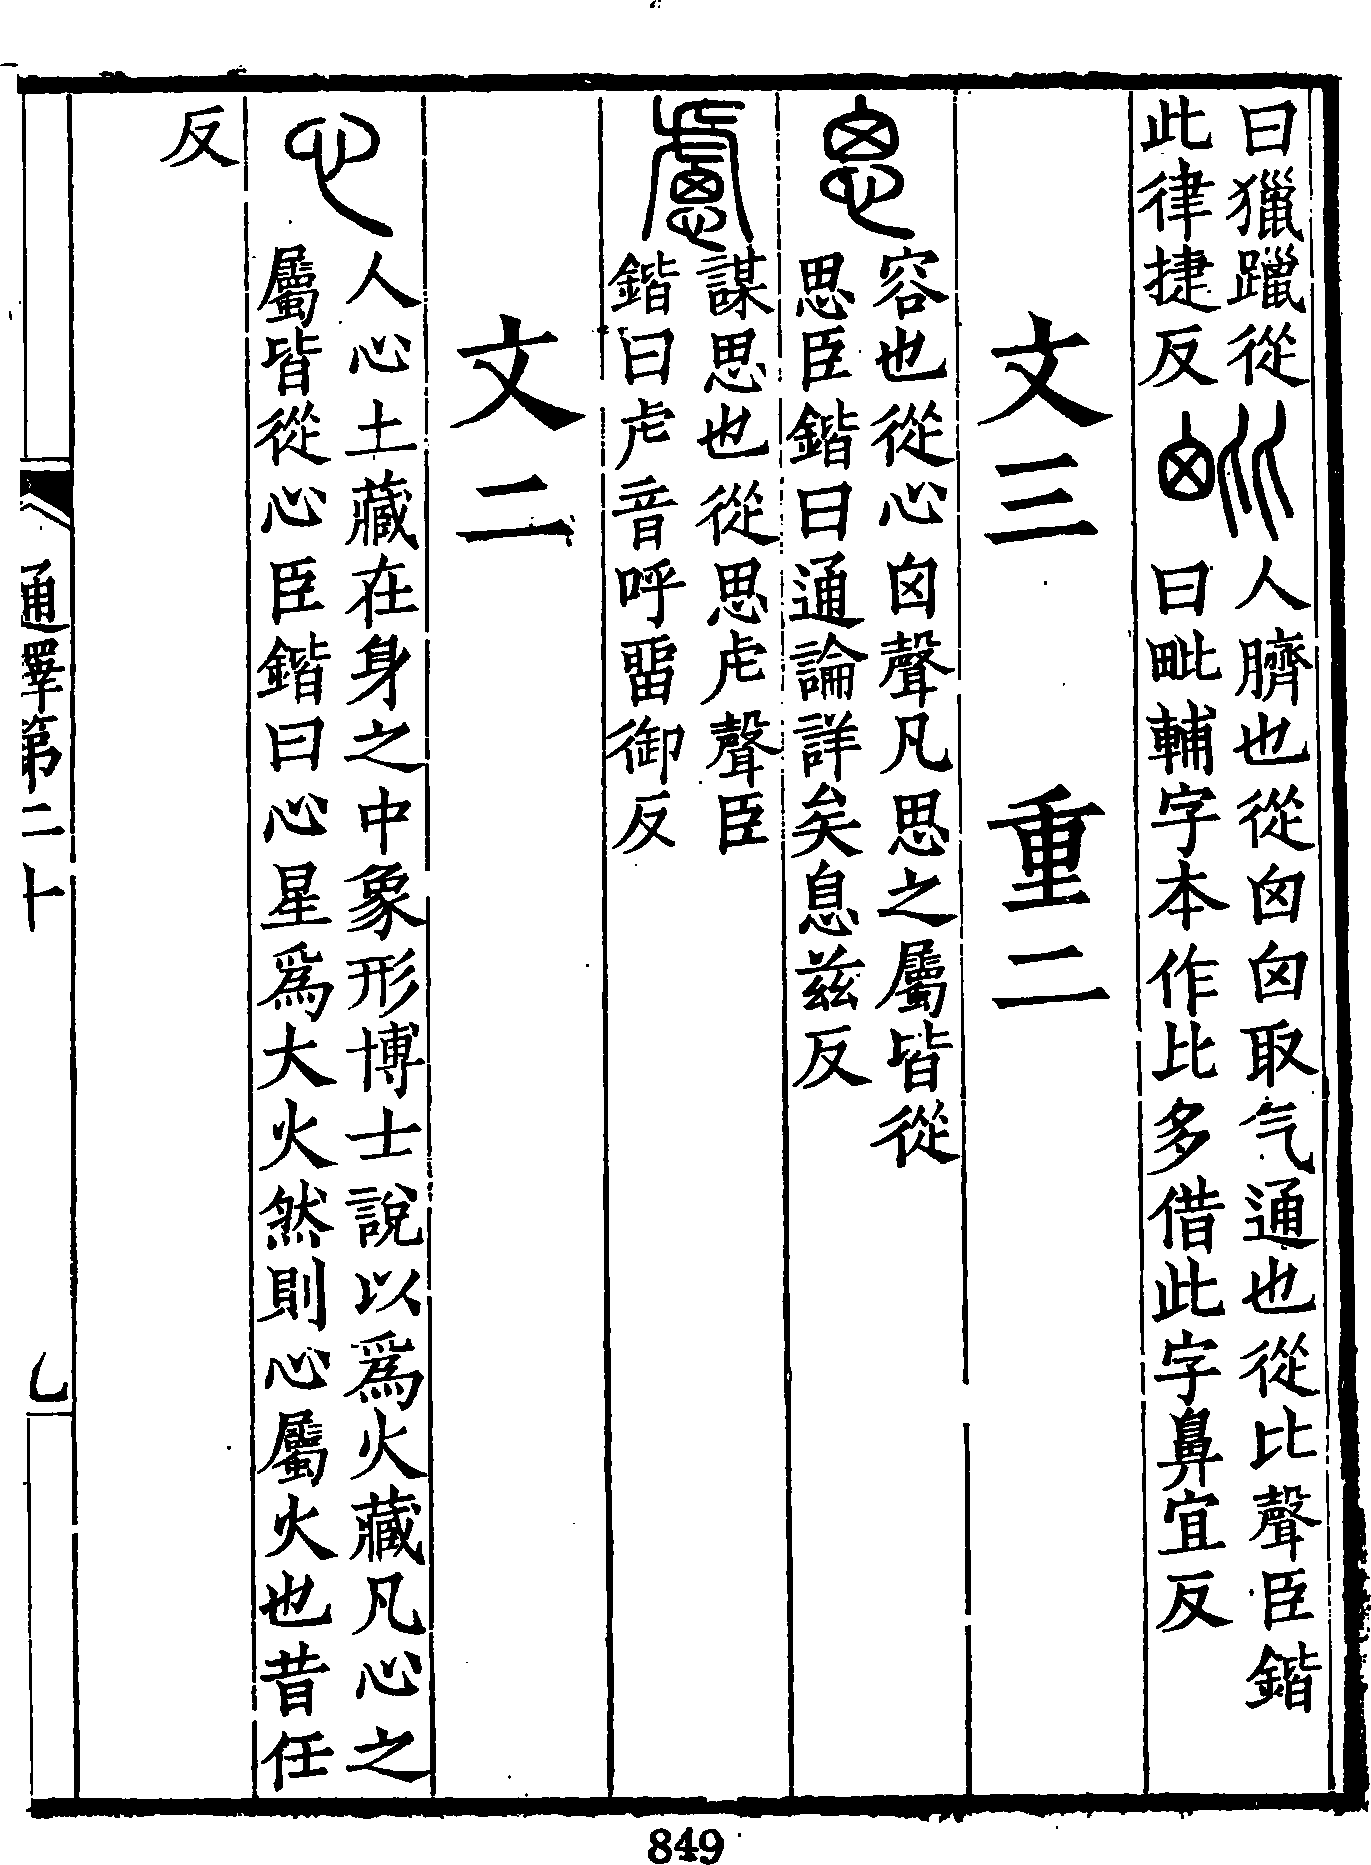 曰獵躐從
此律捷反
𣬉
人臍也從囟囟取气通也從比聲臣鍇
曰毗輔字本作比多借此字鼻宜反
文三 重二
思
容也從心囟聲凡思之屬皆從
思臣鍇曰通論詳矣息茲反
慮
謀思也從思虍聲臣
鍇曰虍音呼畱御反
文二
心
人心土藏在身之中象形博士說以爲火藏凡心之
屬皆從心臣鍇曰心星爲大火然則心屬火也昔任
反
通釋第二十
849